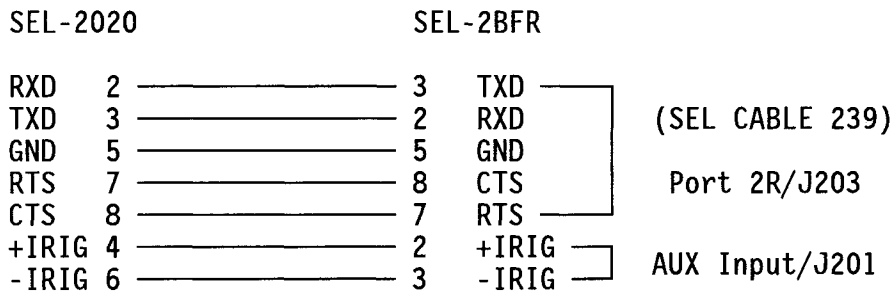 SEL-2020 SEL-2BFR
RXD 2 3 TXD
TXD 3 2 RXD (SEL CABLE 239)
GND 5 5 GND
RTS 7 8 CTS Port 2R/J203
CTS 8 7 RTS
+IRIG 4 2 +IRIG
-IRIG 6 3 -IRIG AUX Input/J201